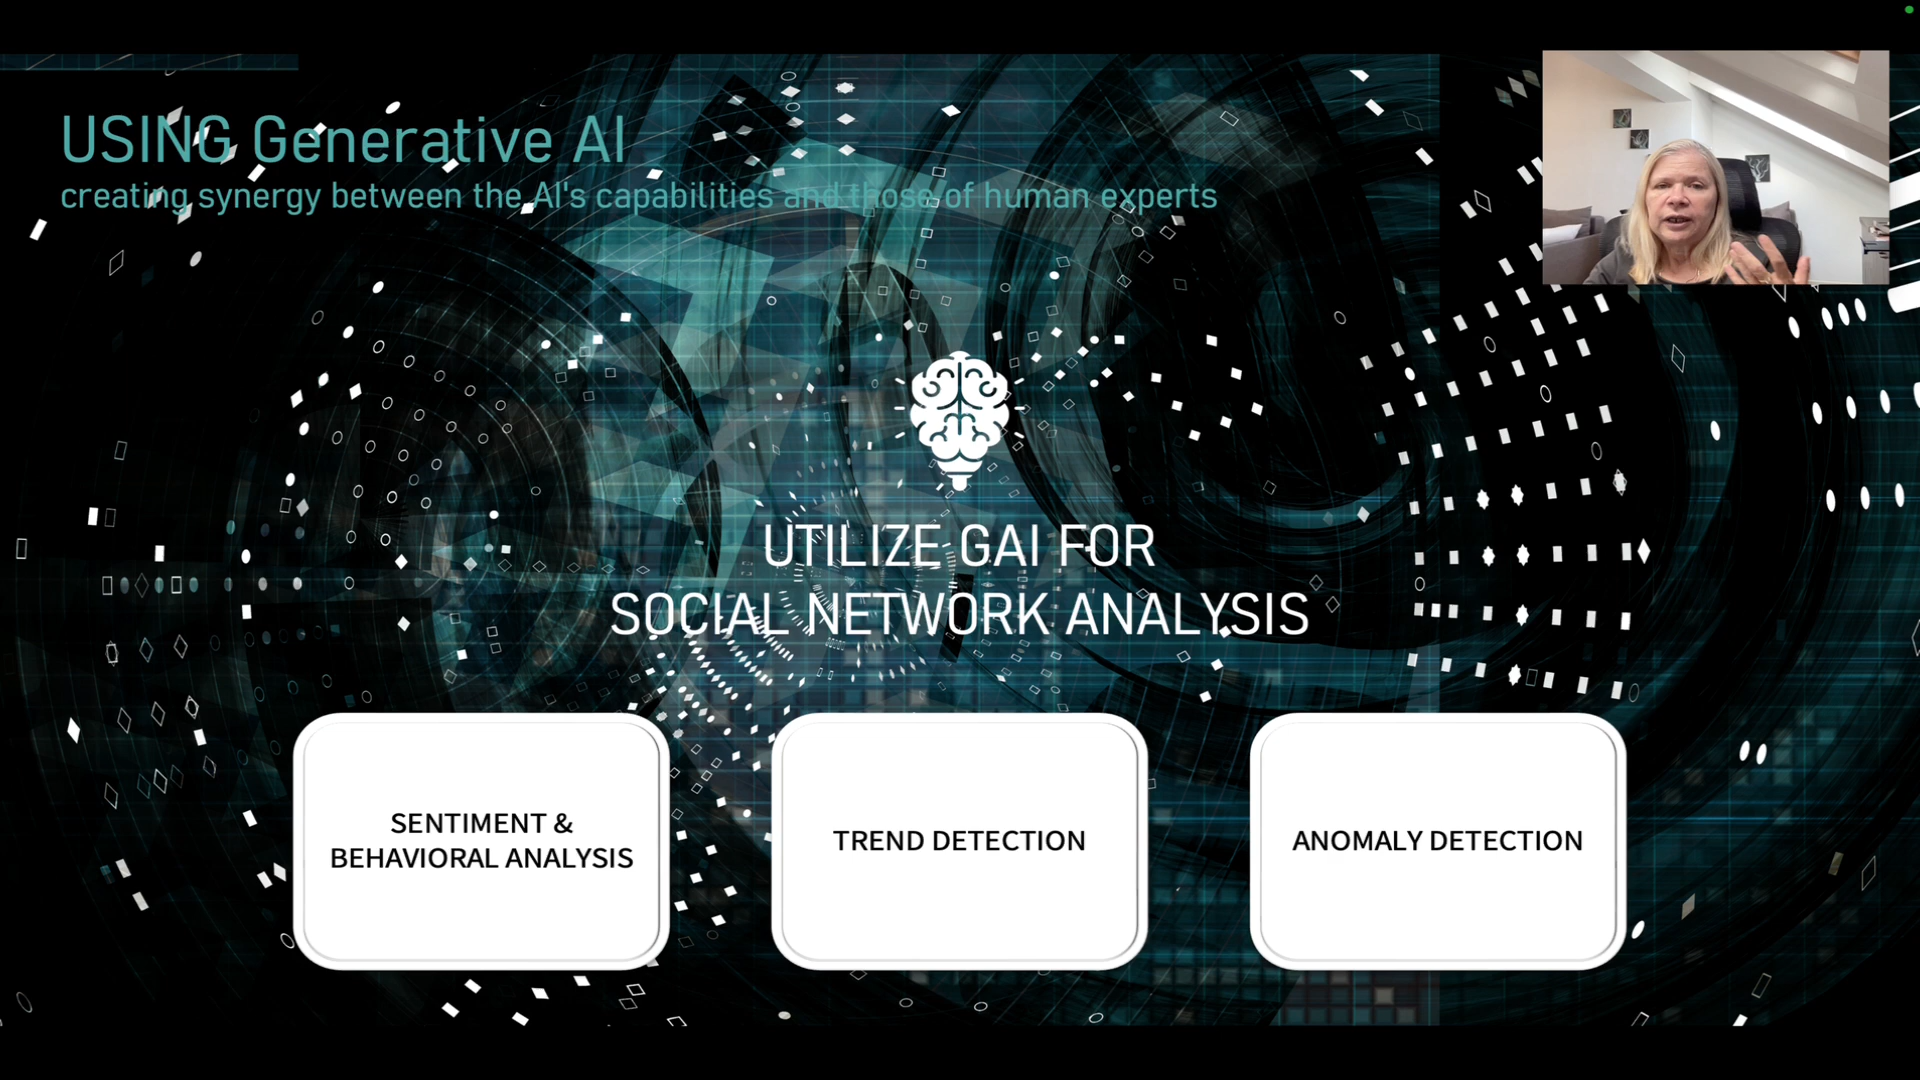 USING Generative AI
creating synergy between the AI's capabilities and those of human experts
UTILIZE GAI FOR
SOCIAL NETWORK ANALYSIS
SENTIMENT &
BEHAVIORAL ANALYSIS
TREND DETECTION
ANOMALY DETECTION